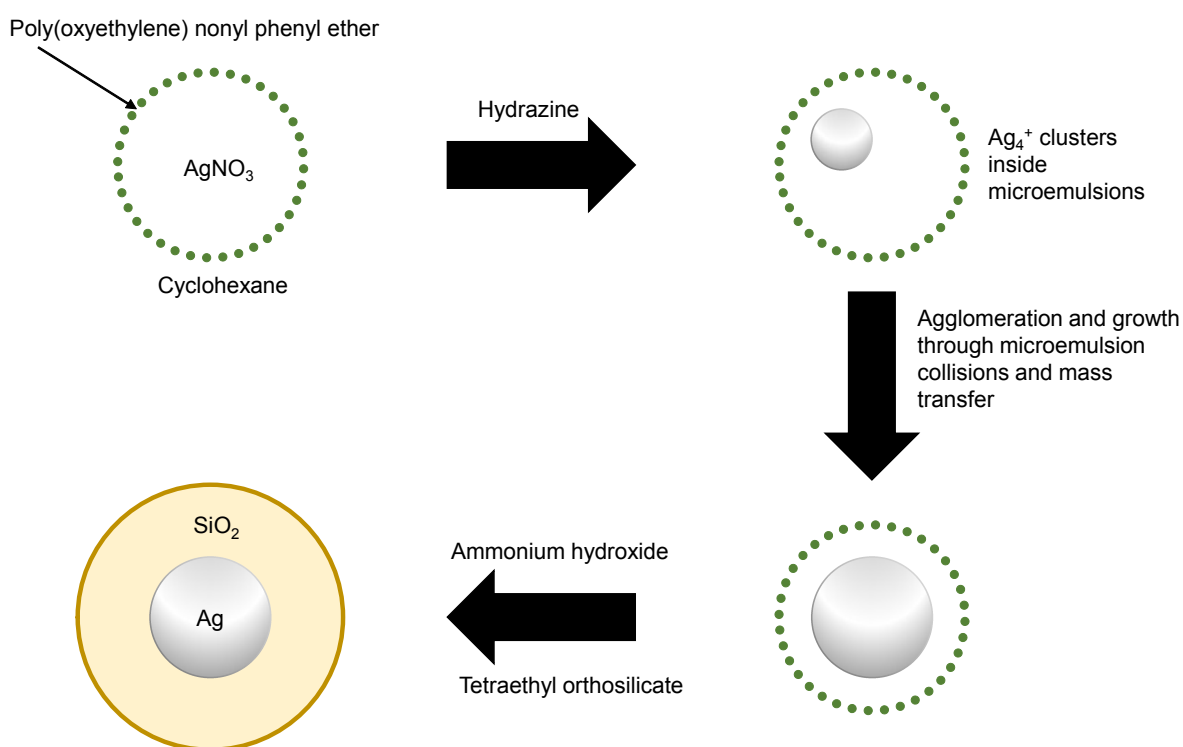 Poly(oxyethylene) nonyl phenyl ether
AgNO₃
Cyclohexane
Hydrazine
Ag₄⁺ clusters
inside
microemulsions
Agglomeration and growth
through microemulsion
collisions and mass
transfer
Ammonium hydroxide
Tetraethyl orthosilicate
SiO₂
Ag